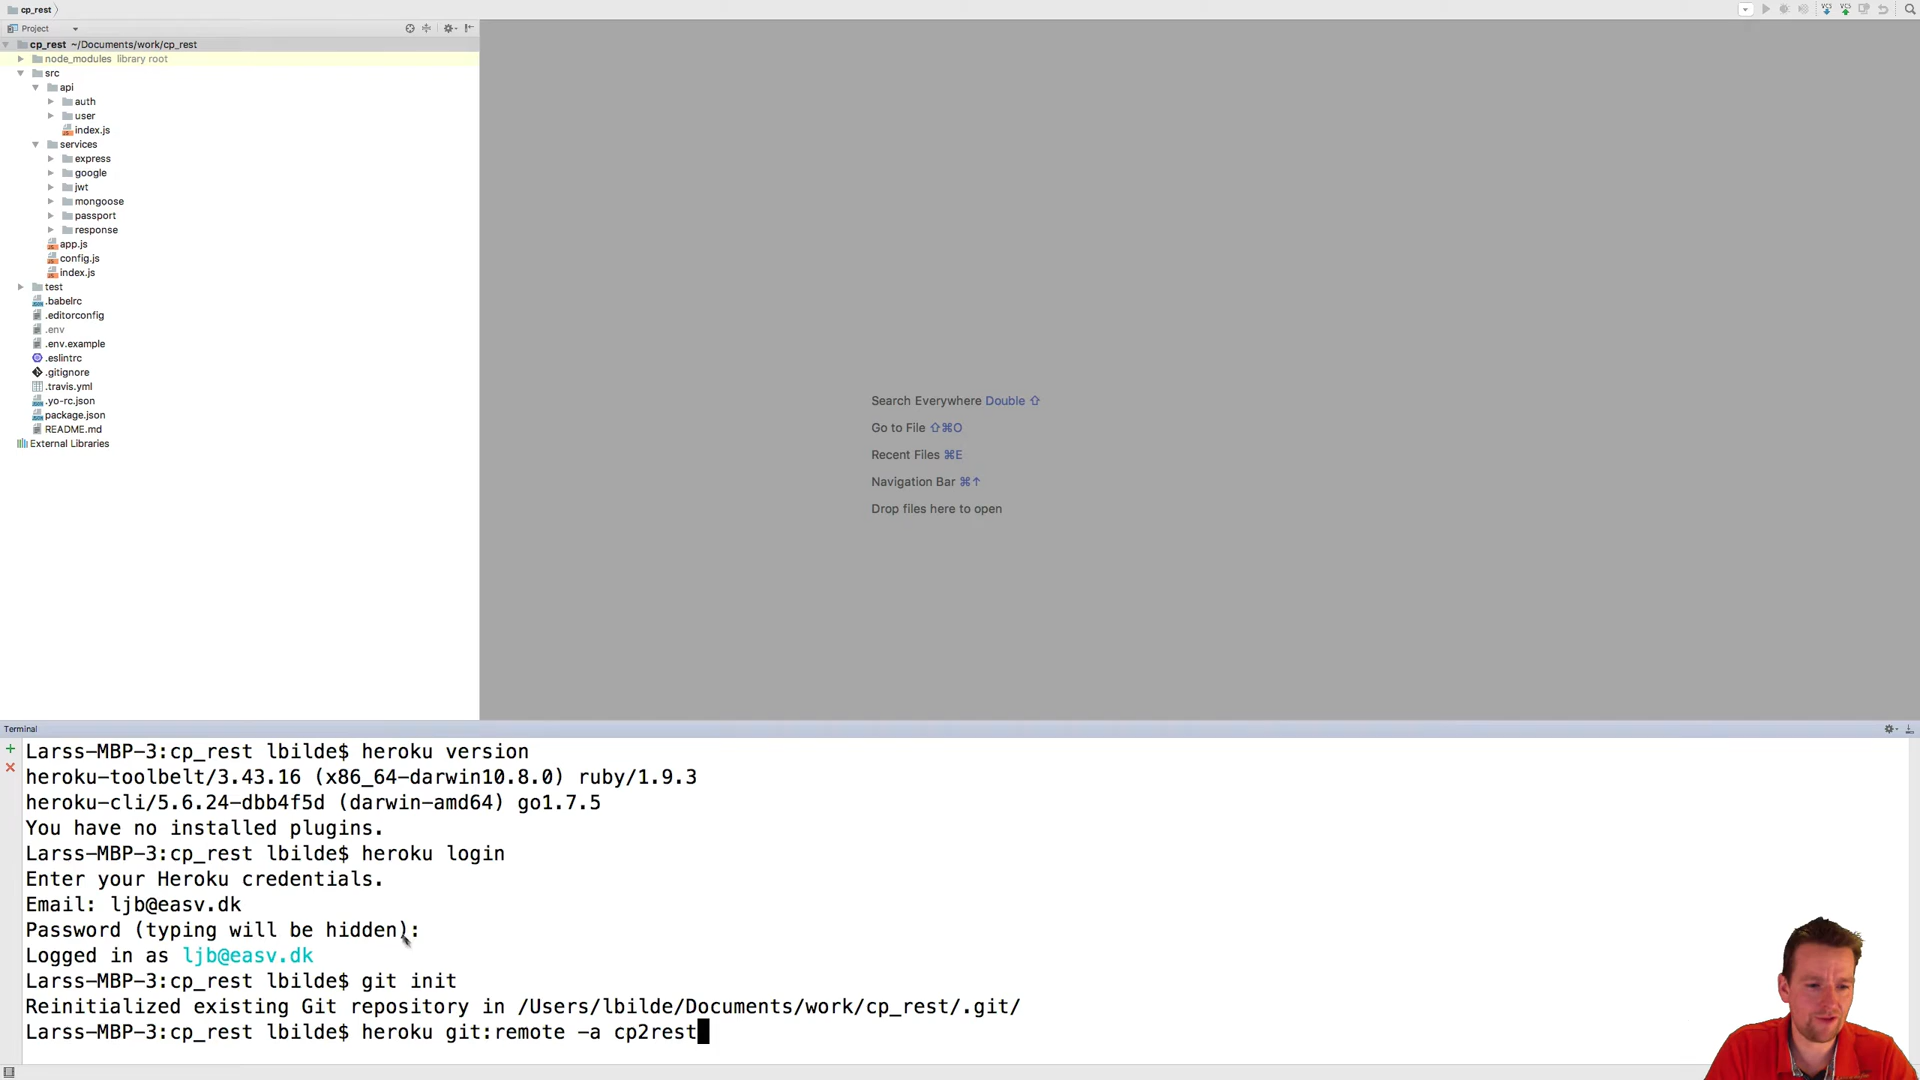 cp_rest
Project
cp_rest ~/Documents/work/cp_rest
node_modules library root
src
api
auth
user
index.js
services
express
google
jwt
mongoose
passport
response
app.js
config.js
index.js
test
.babelrc
.editorconfig
.env
.env.example
.eslintrc
.gitignore
.travis.yml
.yo-rc.json
package.json
README.md
External Libraries
VCS VCS
Search Everywhere Double ⇧
Go to File ⇧⌘O
Recent Files ⌘E
Navigation Bar ⌘↑
Drop files here to open
Terminal
Larss-MBP-3:cp_rest lbilde$ heroku version
heroku-toolbelt/3.43.16 (x86_64-darwin10.8.0) ruby/1.9.3
heroku-cli/5.6.24-dbb4f5d (darwin-amd64) go1.7.5
You have no installed plugins.
Larss-MBP-3:cp_rest lbilde$ heroku login
Enter your Heroku credentials.
Email: ljb@easv.dk
Password (typing will be hidden):
Logged in as ljb@easv.dk
Larss-MBP-3:cp_rest lbilde$ git init
Reinitialized existing Git repository in /Users/lbilde/Documents/work/cp_rest/.git/
Larss-MBP-3:cp_rest lbilde$ heroku git:remote -a cp2rest